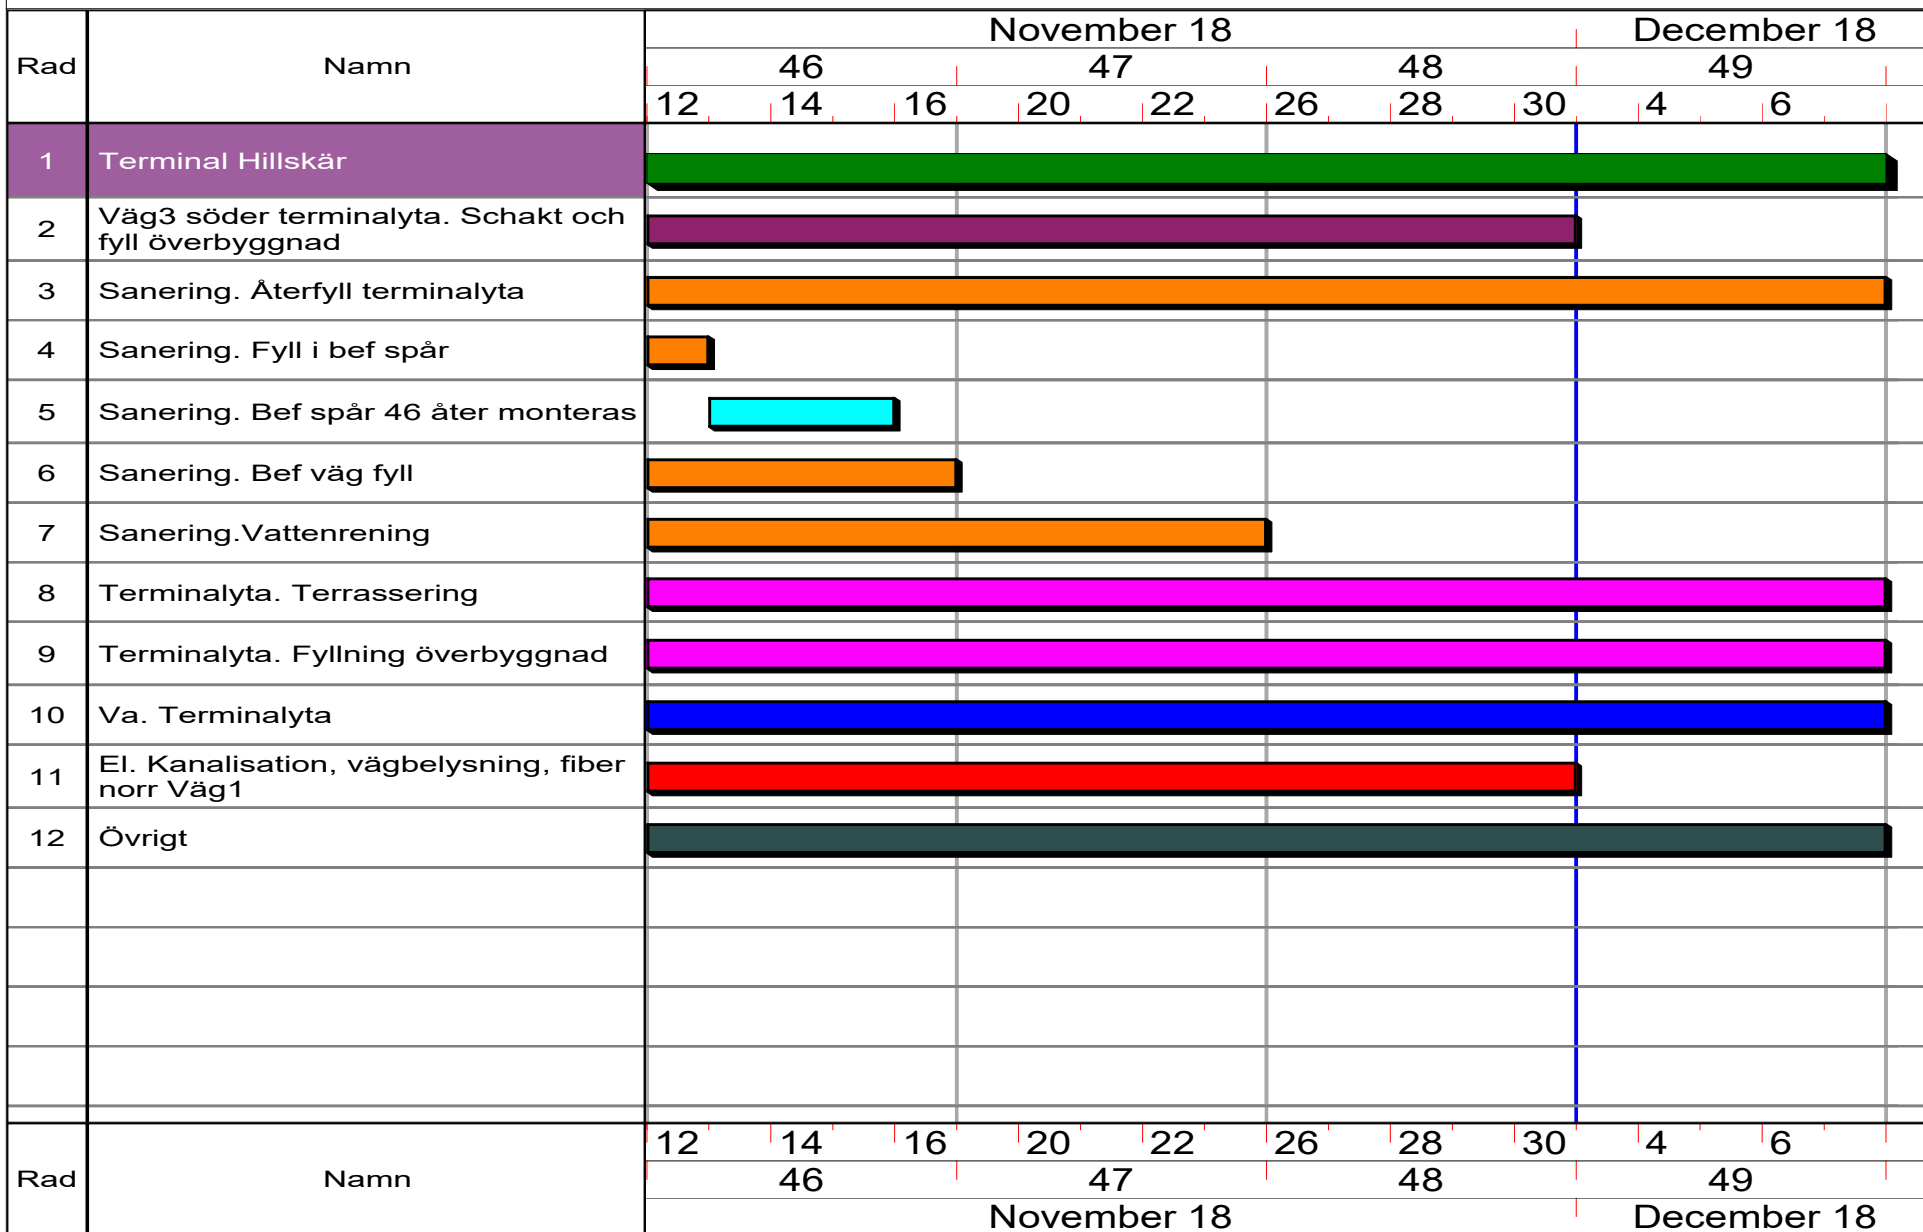 November 18 December 18
Rad Namn 46 47 48 49
12 14 16 20 22 26 28 30 4 6
1 Terminal Hillskär
2 Väg3 söder terminalyta. Schakt och
fyll överbyggnad
3 Sanering. Återfyll terminalyta
4 Sanering. Fyll i bef spår
5 Sanering. Bef spår 46 åter monteras
6 Sanering. Bef väg fyll
7 Sanering.Vattenrening
8 Terminalyta. Terrassering
9 Terminalyta. Fyllning överbyggnad
10 Va. Terminalyta
11 El. Kanalisation, vägbelysning, fiber
norr Väg1
12 Övrigt
12 14 16 20 22 26 28 30 4 6
Rad Namn 46 47 48 49
November 18 December 18